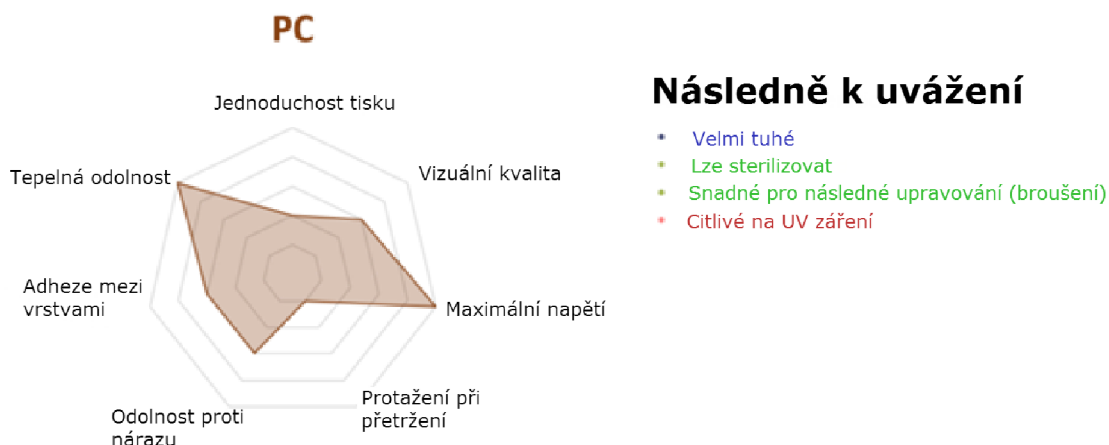 PC
Jednoduchost tisku
Vizuální kvalita
Tepelná odolnost
Adheze mezi
vrstvami
Maximální napětí
Protažení při
přetržení
Odolnost proti
nárazu
Následně k uvážení
Velmi tuhé
Lze sterilizovat
Snadné pro následné upravování (broušení)
Citlivé na UV záření